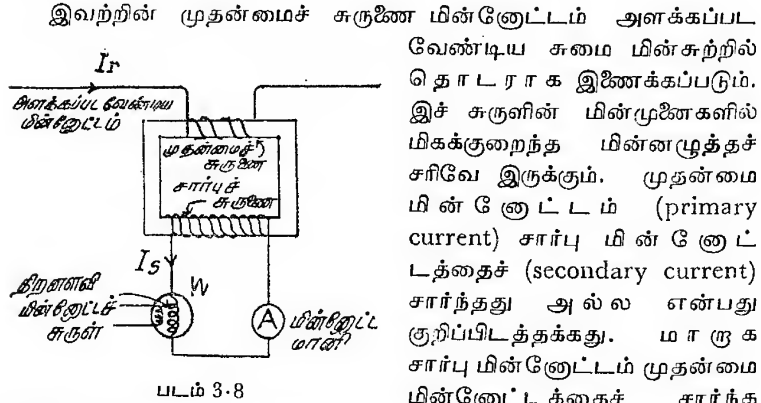 இவற்றின் முதன்மைச் சுருணை மின்னோட்டம் அளக்கப்பட
வேண்டிய சுமை மின்சுற்றில்
தொடராக இணைக்கப்படும்.
இச் சுருளின் மின்முனைகளில்
மிகக்குறைந்த மின்னழுத்தச்
சரிவே இருக்கும். முதன்மை
மின்னோட்டம் (primary
current) சார்பு மின்னோட்
டத்தைச் (secondary current)
சார்ந்தது அல்ல என்பது
குறிப்பிடத்தக்கது. மாறாக
சார்பு மின்னோட்டம் முதன்மை
மின்னோட்டத்தைச் சார்ந்த
Ir
அளக்கப்படவேண்டிய
மின்னோட்டம்
முதன்மைச்
சுருணை
சார்புச்
சுருணை
Is
W
திறனளவி
மின்னோட்டச்
சுருள்
A
மின்னோட்ட
மானி
படம் 3·8